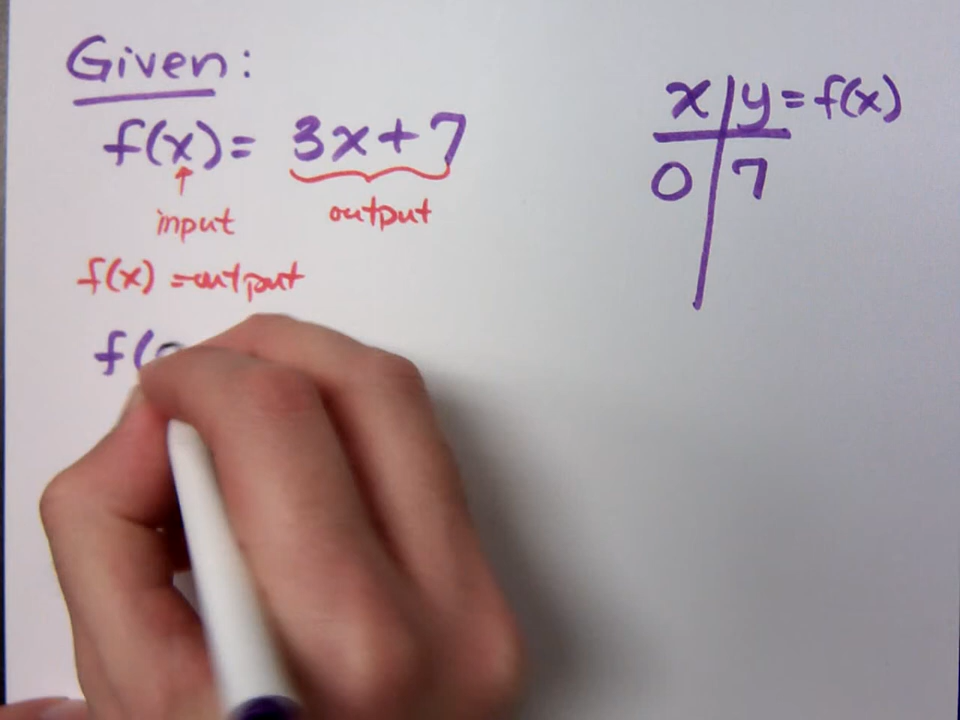 Given:
f(x) = 3x+7
input
output
f(x) = output
f(
x y = f(x)
0 7